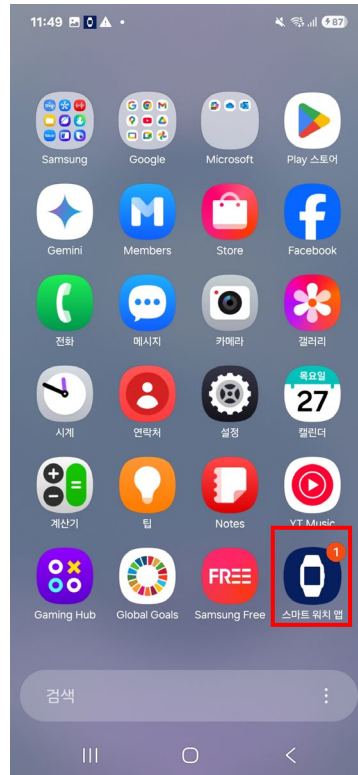 11:49
87
Samsung
Google
Microsoft
Play 스토어
Gemini
Members
Store
Facebook
전화
메시지
카메라
갤러리
시계
연락처
설정
목요일
27
캘린더
계산기
팁
Notes
YT Music
FREE
1
Gaming Hub
Global Goals
Samsung Free
스마트 워치 앱
검색